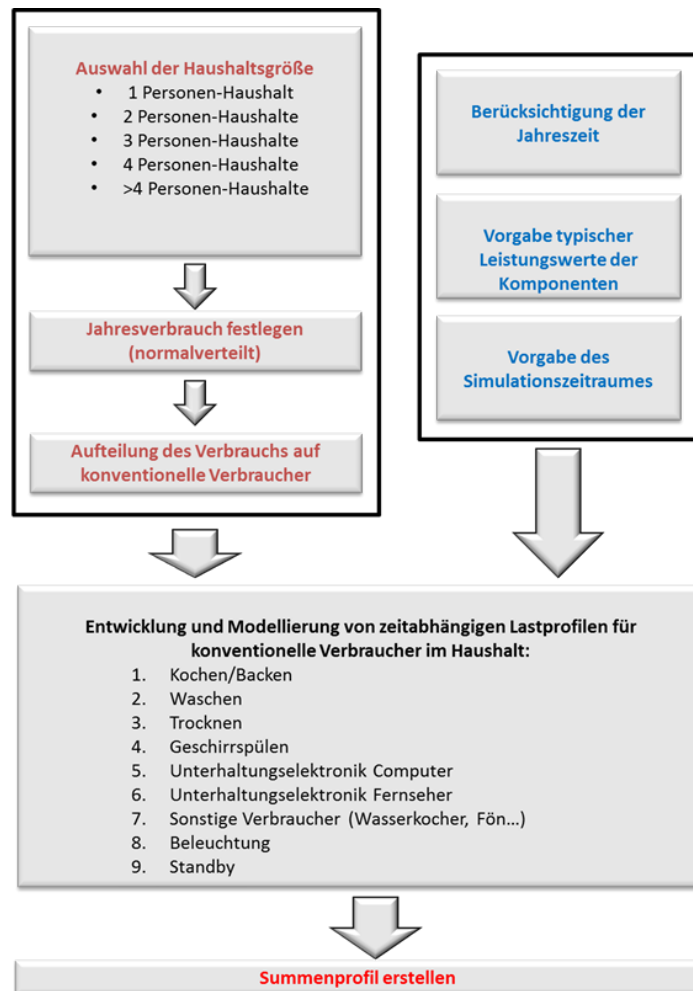 Auswahl der Haushaltsgröße
• 1 Personen-Haushalt
• 2 Personen-Haushalte
• 3 Personen-Haushalte
• 4 Personen-Haushalte
• >4 Personen-Haushalte
Jahresverbrauch festlegen
(normalverteilt)
Aufteilung des Verbrauchs auf
konventionelle Verbraucher
Berücksichtigung der
Jahreszeit
Vorgabe typischer
Leistungswerte der
Komponenten
Vorgabe des
Simulationszeitraumes
Entwicklung und Modellierung von zeitabhängigen Lastprofilen für
konventionelle Verbraucher im Haushalt:
1. Kochen/Backen
2. Waschen
3. Trocknen
4. Geschirrspülen
5. Unterhaltungselektronik Computer
6. Unterhaltungselektronik Fernseher
7. Sonstige Verbraucher (Wasserkocher, Fön...)
8. Beleuchtung
9. Standby
Summenprofil erstellen